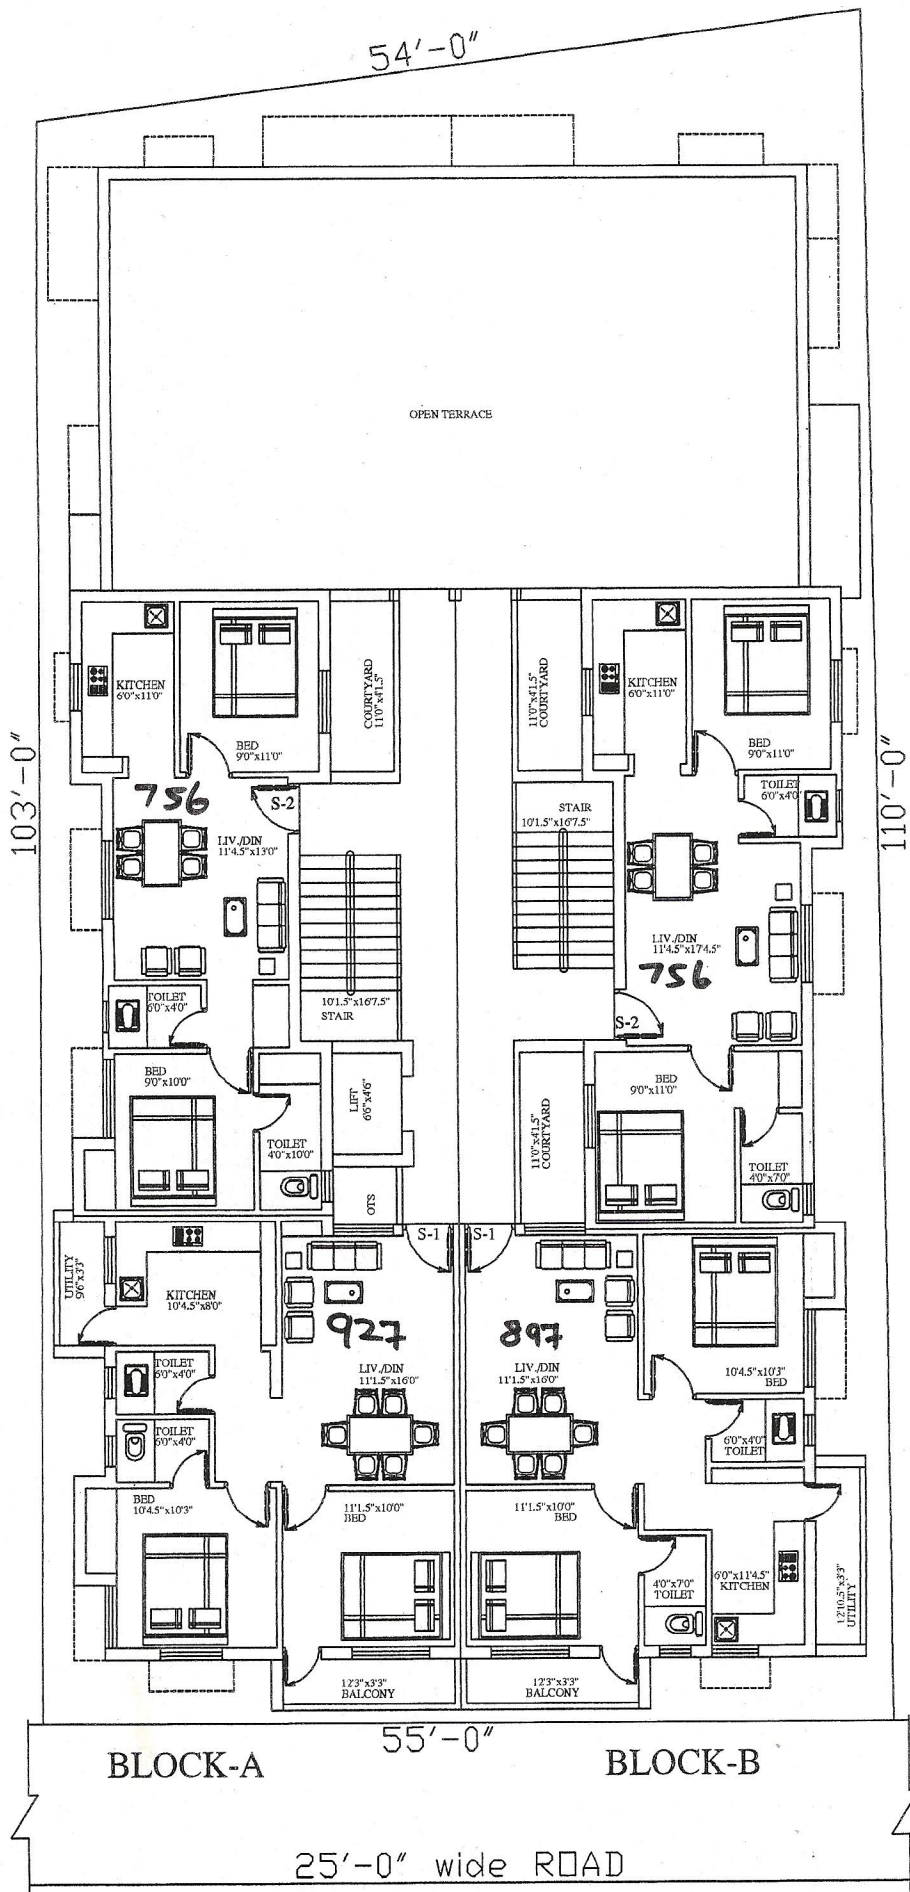 54'-0"
OPEN TERRACE
103'-0"
110'-0"
KITCHEN
6'0"x11'0"
BED
9'0"x11'0"
COURTYARD
11'0"x4'1.5"
11'0"x4'1.5"
COURTYARD
KITCHEN
6'0"x11'0"
BED
9'0"x11'0"
756
S-2
LIV./DIN
11'4.5"x13'0"
STAIR
10'1.5"x16'7.5"
TOILET
6'0"x4'0"
LIV./DIN
11'4.5"x17'4.5"
756
S-2
TOILET
6'0"x4'0"
10'1.5"x16'7.5"
STAIR
BED
9'0"x10'0"
LIFT
6'6"x4'6"
TOILET
4'0"x10'0"
OTS
11'0"x4'1.5"
COURTYARD
BED
9'0"x11'0"
TOILET
4'0"x7'0"
S-1
S-1
UTILITY
9'6"x3'3"
KITCHEN
10'4.5"x8'0"
927
LIV./DIN
11'1.5"x16'0"
897
LIV./DIN
11'1.5"x16'0"
10'4.5"x10'3"
BED
TOILET
6'0"x4'0"
TOILET
6'0"x4'0"
6'0"x4'0"
TOILET
BED
10'4.5"x10'3"
11'1.5"x10'0"
BED
11'1.5"x10'0"
BED
4'0"x7'0"
TOILET
6'0"x11'4.5"
KITCHEN
12'10.5"x3'3"
UTILITY
12'3"x3'3"
BALCONY
12'3"x3'3"
BALCONY
55'-0"
BLOCK-A
BLOCK-B
25'-0" wide ROAD